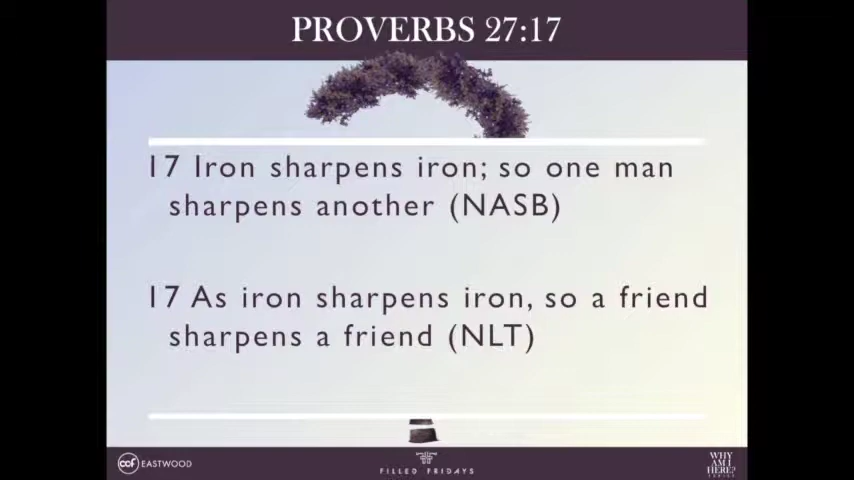 PROVERBS 27:17
17 Iron sharpens iron; so one man
sharpens another (NASB)
17 As iron sharpens iron, so a friend
sharpens a friend (NLT)
ccf EASTWOOD
FILLED FRIDAYS
WHY
AM I
HERE?
SERIES